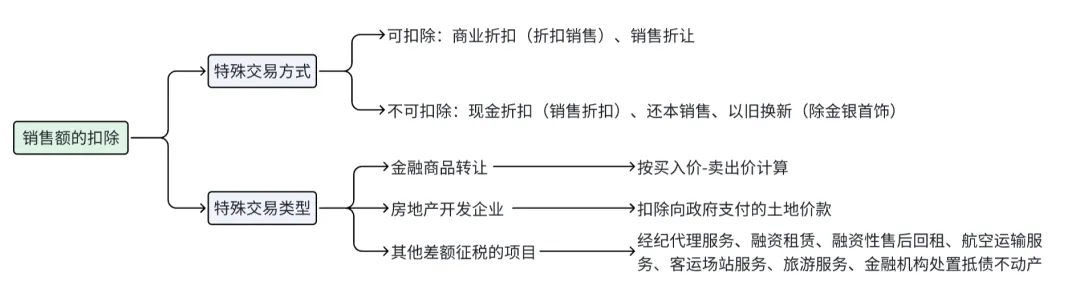 销售额的扣除
特殊交易方式
可扣除：商业折扣（折扣销售）、销售折让
不可扣除：现金折扣（销售折扣）、还本销售、以旧换新（除金银首饰）
特殊交易类型
金融商品转让
按买入价-卖出价计算
房地产开发企业
扣除向政府支付的土地价款
其他差额征税的项目
经纪代理服务、融资租赁、融资性售后回租、航空运输服
务、客运场站服务、旅游服务、金融机构处置抵债不动产